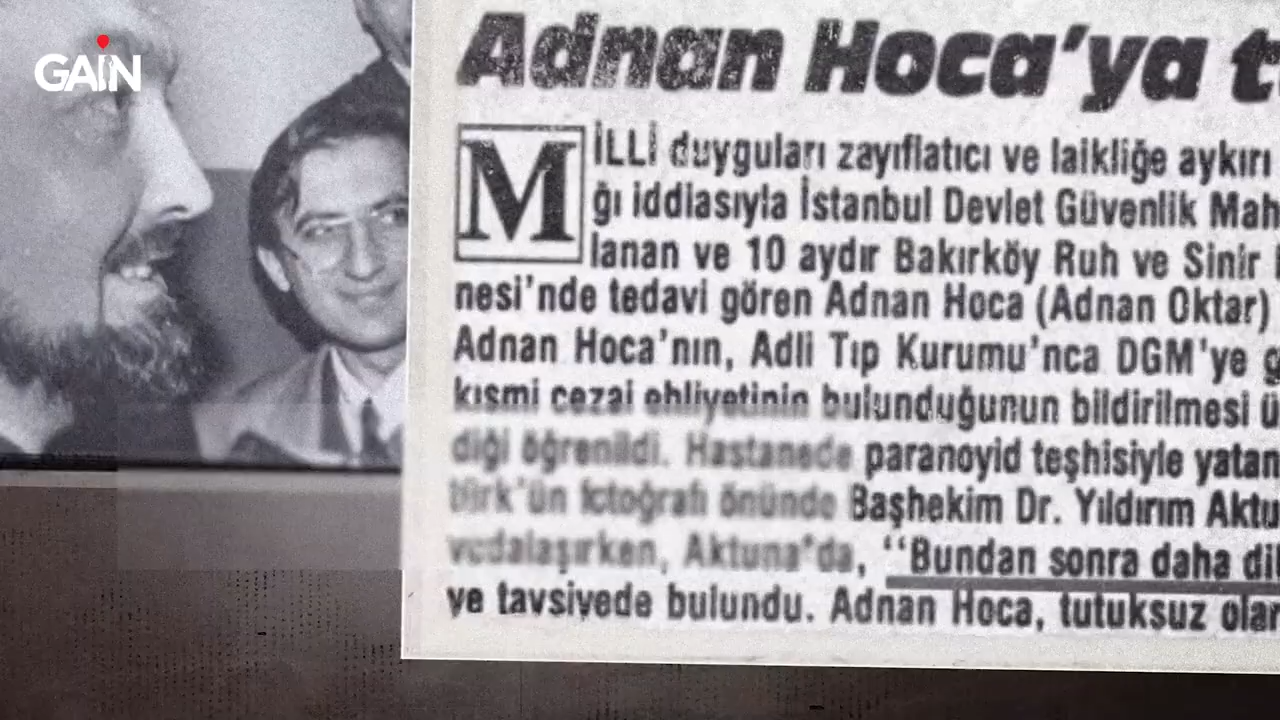 GAIN
Adnan Hoca'ya
MİLLİ duyguları zayıflatıcı ve laikliğe aykırı
ğı iddiasıyla İstanbul Devlet Güvenlik Mah
lanan ve 10 aydır Bakırköy Ruh ve Sinir
nesi'nde tedavi gören Adnan Hoca (Adnan Oktar)
Adnan Hoca'nın, Adli Tıp Kurumu'nca DGM'ye g
kısmi cezai ehliyetinin bulunduğunun bildirilmesi ü
diği öğrenildi. Hastanede paranoyid teşhisiyle yatan
türk'ün fotoğrafı önünde Başhekim Dr. Yıldırım Aktu
vedalaşırken, Aktuna'da, "Bundan sonra daha di
ye tavsiyede bulundu. Adnan Hoca, tutuksuz olar